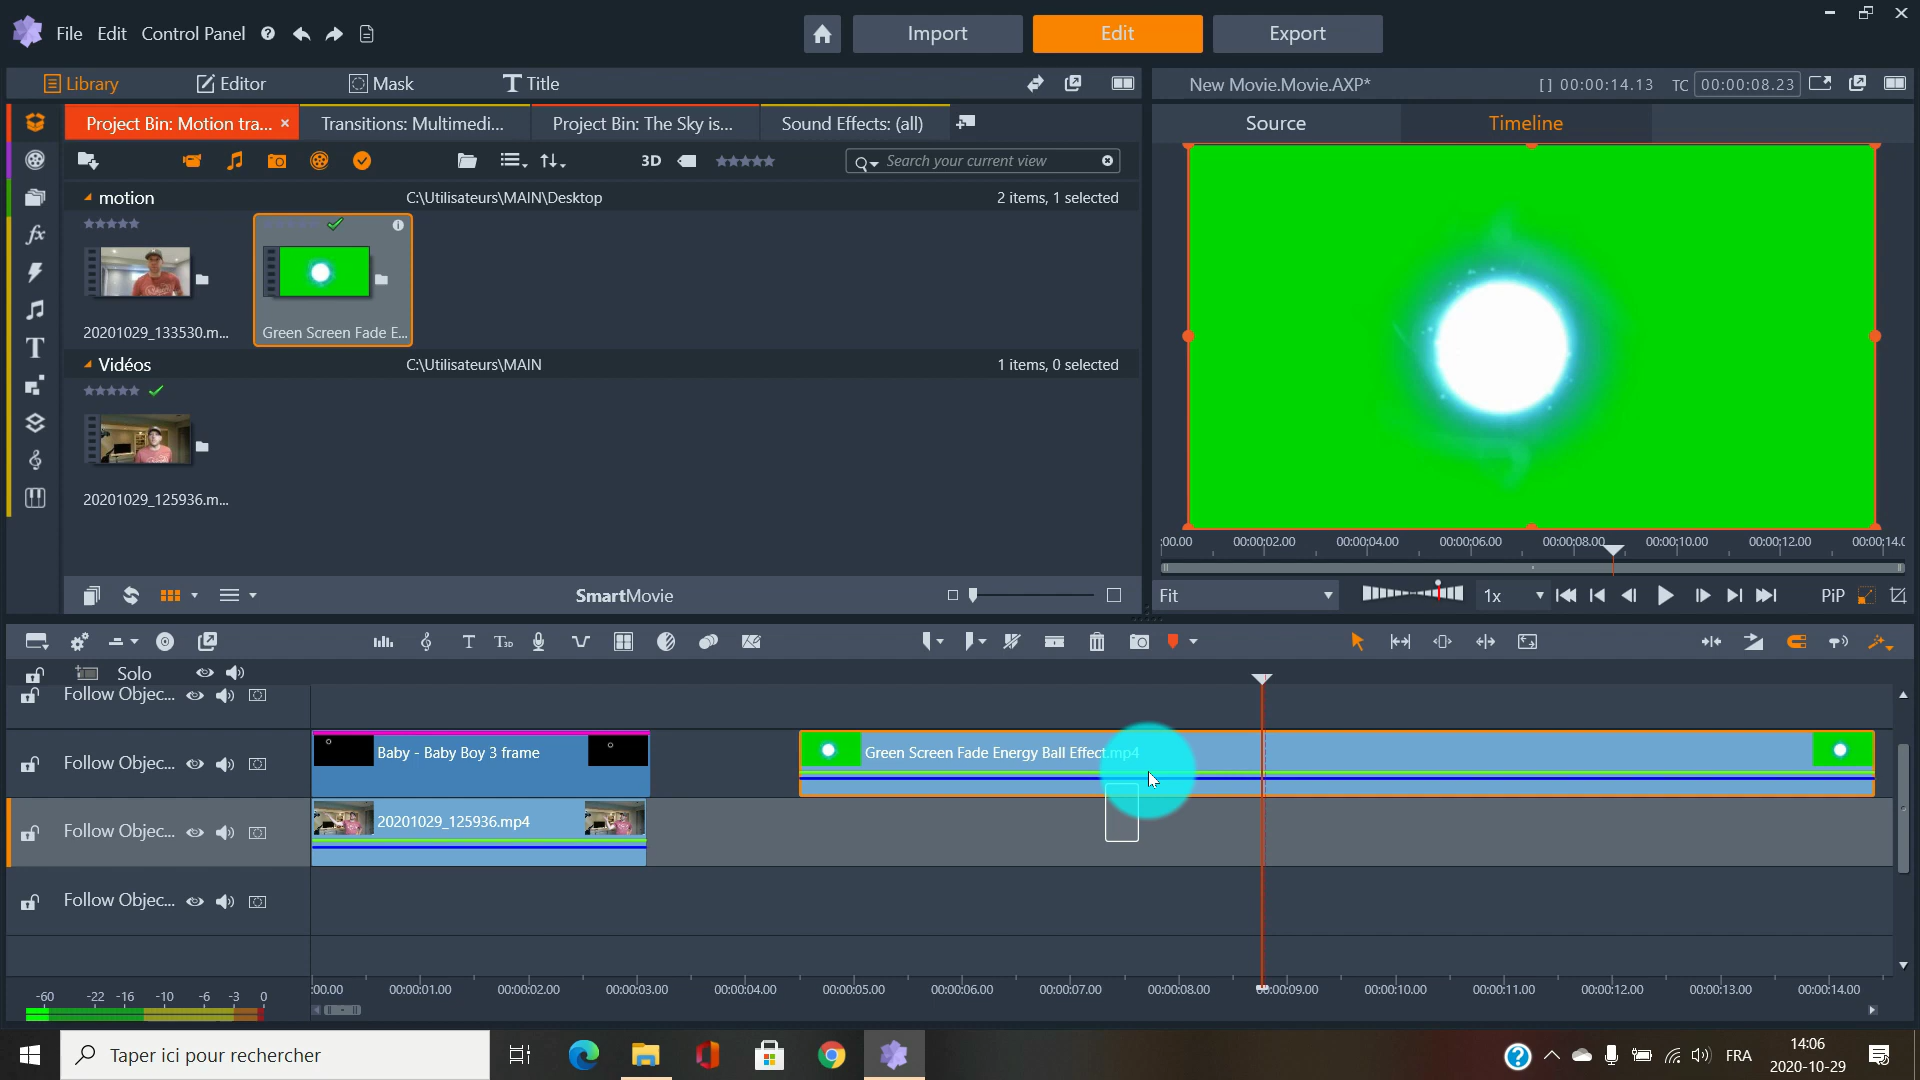 File Edit Control Panel Import Edit Export
Library Editor Mask Title New Movie.Movie.AXP* [ ] 00:00:14.13 TC 00:00:08.23
Project Bin: Motion tra... × Transitions: Multimedi... Project Bin: The Sky is... Sound Effects: (all) Source Timeline
3D Search your current view
motion C:\Utilisateurs\MAIN\Desktop 2 items, 1 selected
20201029_133530.m... Green Screen Fade E...
Vidéos C:\Utilisateurs\MAIN 1 items, 0 selected
20201029_125936.m...
;00.00 00:00;02.00 00:00;04.00 00:00;06.00 00:00;08.00 00:00;10.00 00:00;12.00 00:00;14.0
SmartMovie Fit 1x PiP
Solo
Follow Objec...
Follow Objec... Baby - Baby Boy 3 frame Green Screen Fade Energy Ball Effect.mp4
Follow Objec... 20201029_125936.mp4
Follow Objec...
-60 -22 -16 -10 -6 -3 0
:00.00 00:00:01.00 00:00:02.00 00:00:03.00 00:00:04.00 00:00:05.00 00:00:06.00 00:00:07.00 00:00:08.00 00:00:09.00 00:00:10.00 00:00:11.00 00:00:12.00 00:00:13.00 00:00:14.00
Taper ici pour rechercher FRA 14:06
2020-10-29